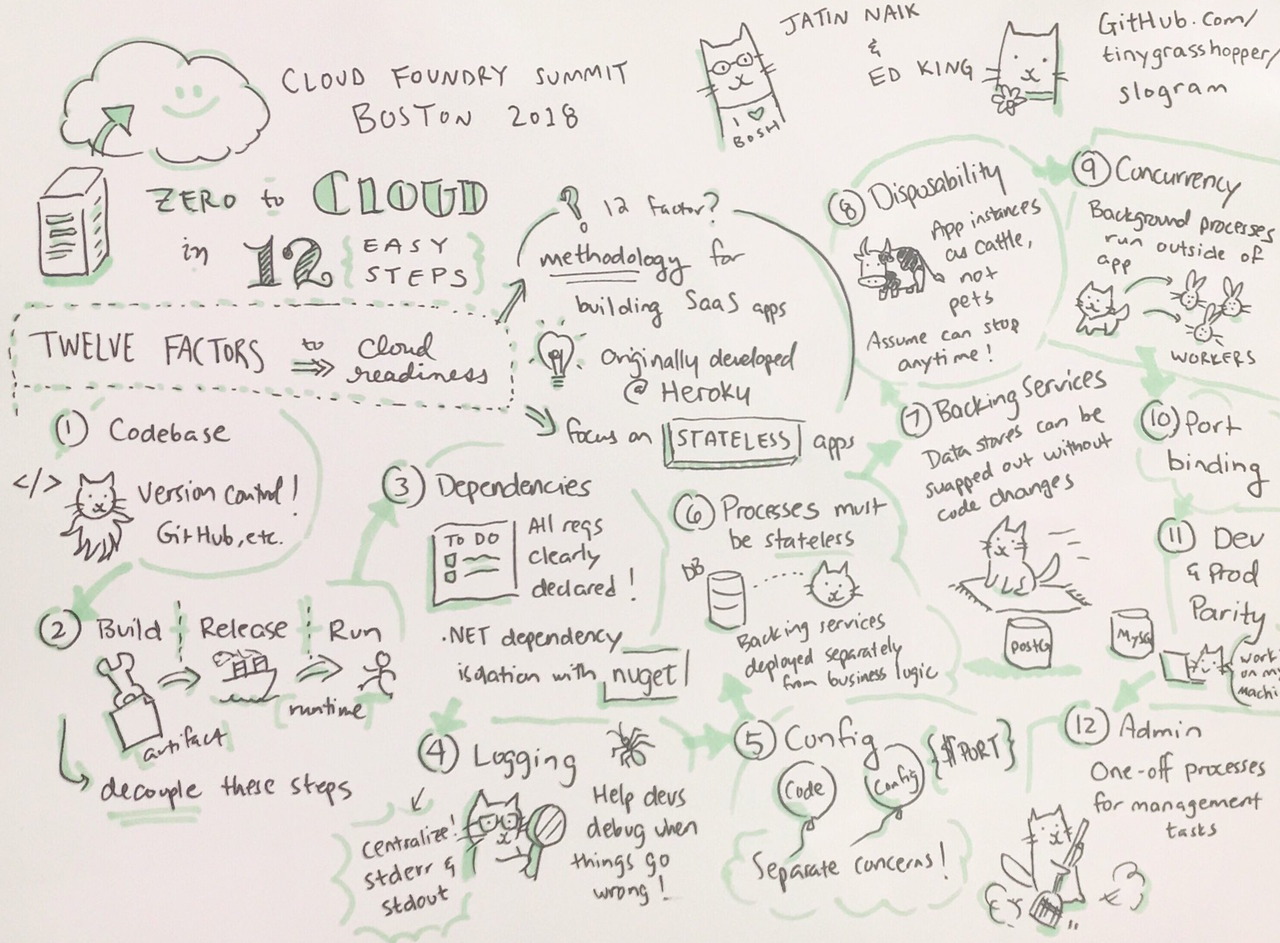 CLOUD FOUNDRY SUMMIT
BOSTON 2018
JATIN NAIK
&
ED KING
I ♥
BOSH
GitHub.com/
tinygrasshopper/
slogram
ZERO to CLOUD
in 12 { EASY
STEPS }
TWELVE FACTORS to ⇒ cloud
readiness
? 12 factor?
methodology for
building SaaS apps
Originally developed
@ Heroku
focus on STATELESS apps
① Codebase
</> Version control!
GitHub, etc.
② Build Release Run
artifact
runtime
decouple these steps
③ Dependencies
TO DO
All reqs
clearly
declared!
.NET dependency
isolation with nuget
④ Logging
centralize!
stderr &
stdout
Help devs
debug when
things go
wrong!
⑤ Config
Code
Config
{$PORT}
Separate concerns!
⑥ Processes must
be stateless
DB
Backing services
deployed separately
from business logic
⑦ Backing Services
Data stores can be
swapped out without
code changes
POSTG
MySQ
⑧ Disposability
App instances
as cattle,
not
pets
Assume can stop
anytime!
⑨ Concurrency
Background processes
run outside of
app
WORKERS
⑩ Port
binding
⑪ Dev
& Prod
Parity
work
on my
machi
⑫ Admin
One-off processes
for management
tasks